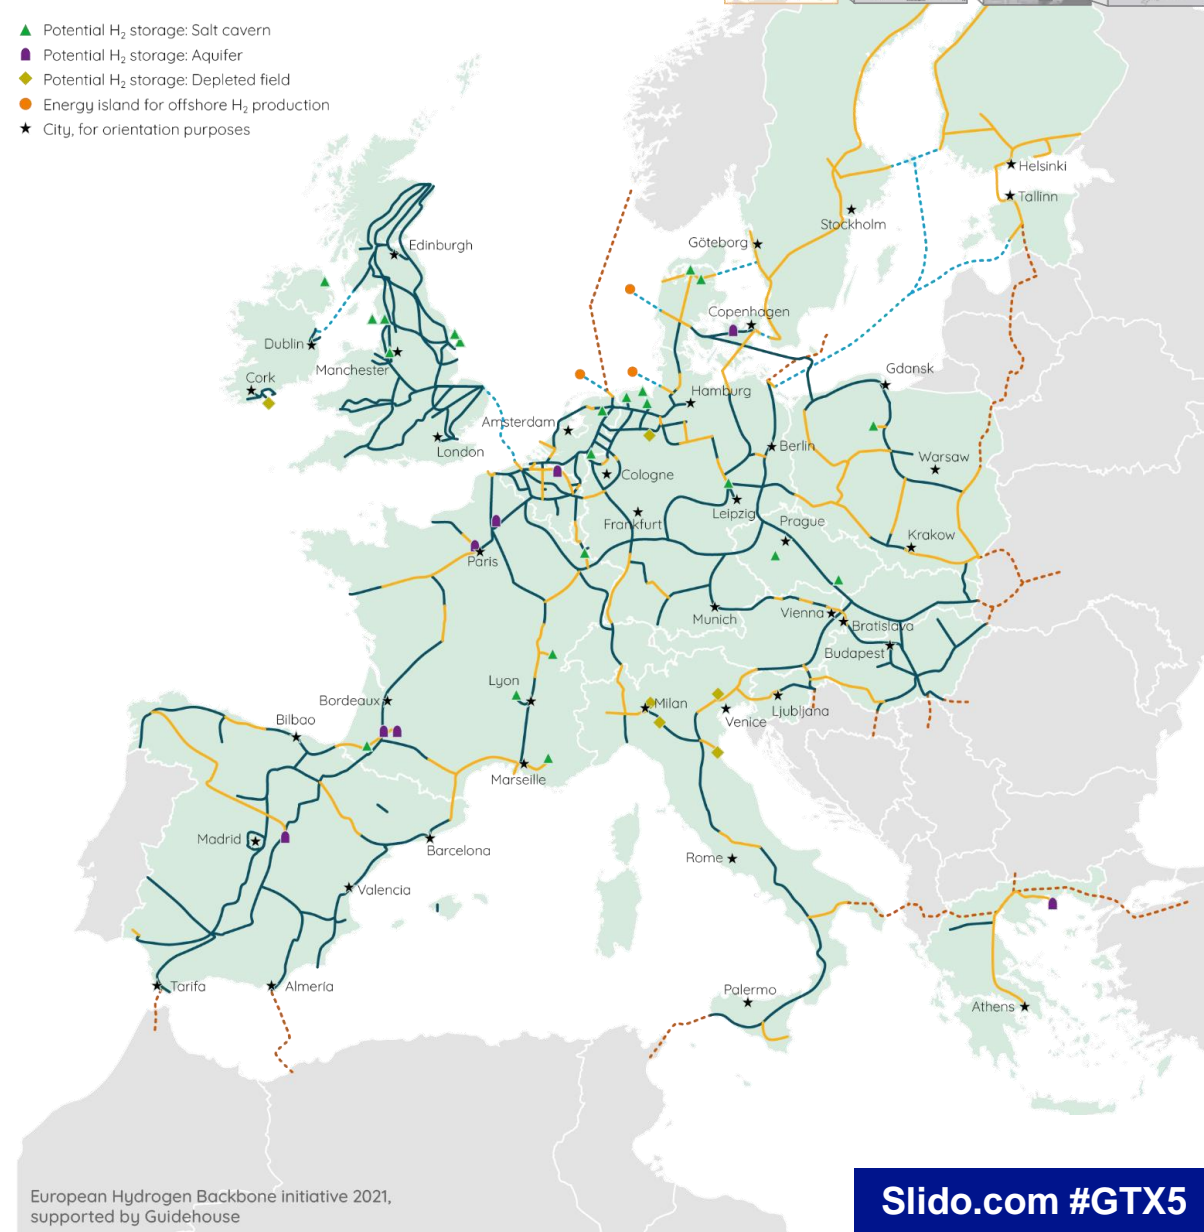 Potential H₂ storage: Salt cavern
Potential H₂ storage: Aquifer
Potential H₂ storage: Depleted field
Energy island for offshore H₂ production
City, for orientation purposes
Helsinki
Tallinn
Stockholm
Göteborg
Edinburgh
Copenhagen
Dublin
Manchester
Cork
Gdansk
Hamburg
Amsterdam
London
Berlin
Warsaw
Cologne
Leipzig
Frankfurt
Prague
Krakow
Paris
Munich
Vienna
Bratislava
Budapest
Lyon
Bordeaux
Milan
Venice
Ljubljana
Bilbao
Marseille
Madrid
Barcelona
Rome
Valencia
Tarifa
Almería
Palermo
Athens
European Hydrogen Backbone initiative 2021,
supported by Guidehouse
Slido.com #GTX5